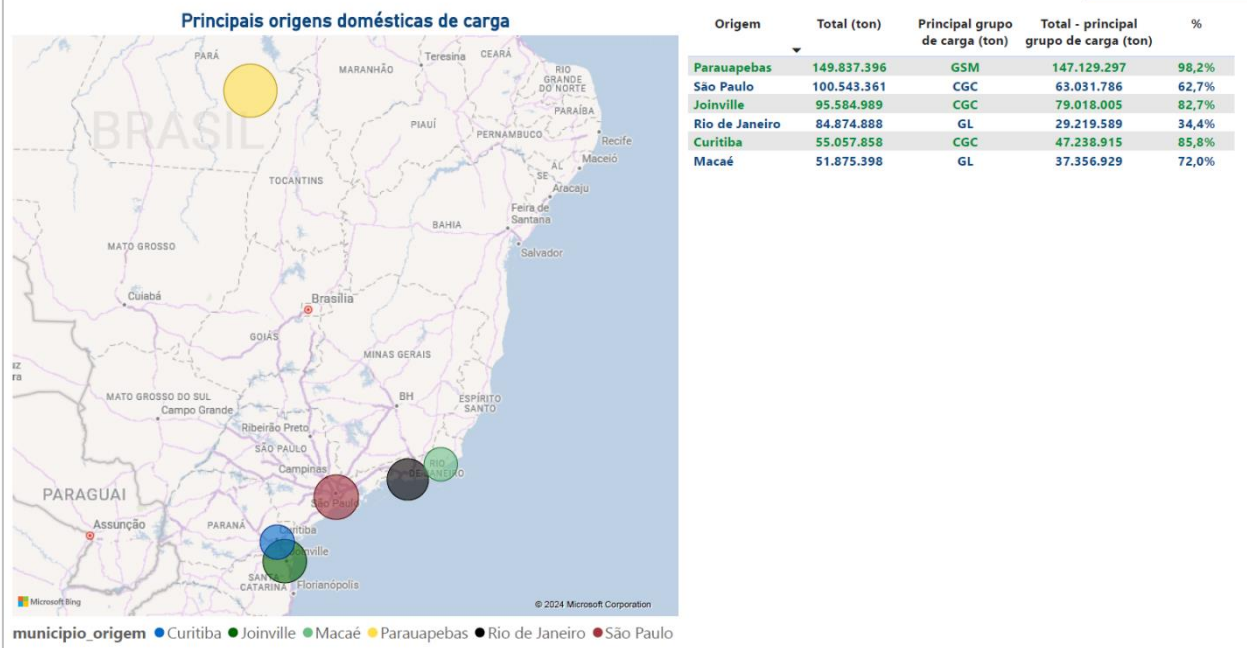 Principais origens domésticas de carga
PARÁ
MARANHÃO
Teresina
CEARÁ
RIO
GRANDE
DO NORTE
PARAÍBA
BRASIL
PIAUÍ
PERNAMBUCO
Recife
AL
Maceió
SE
Aracaju
TOCANTINS
Feira de
Santana
BAHIA
Salvador
MATO GROSSO
Cuiabá
Brasília
GOIÁS
MINAS GERAIS
MATO GROSSO DO SUL
Campo Grande
BH
ESPÍRITO
SANTO
Ribeirão Preto
SÃO PAULO
Campinas
RIO
DE JANEIRO
São Paulo
PARAGUAI
Assunção
PARANÁ
Curitiba
Joinville
SANTA
CATARINA
Florianópolis
Microsoft Bing
© 2024 Microsoft Corporation
municipio_origem Curitiba Joinville Macaé Parauapebas Rio de Janeiro São Paulo
Origem Total (ton) Principal grupo de carga (ton) Total - principal grupo de carga (ton) %
Parauapebas 149.837.396 GSM 147.129.297 98,2%
São Paulo 100.543.361 CGC 63.031.786 62,7%
Joinville 95.584.989 CGC 79.018.005 82,7%
Rio de Janeiro 84.874.888 GL 29.219.589 34,4%
Curitiba 55.057.858 CGC 47.238.915 85,8%
Macaé 51.875.398 GL 37.356.929 72,0%